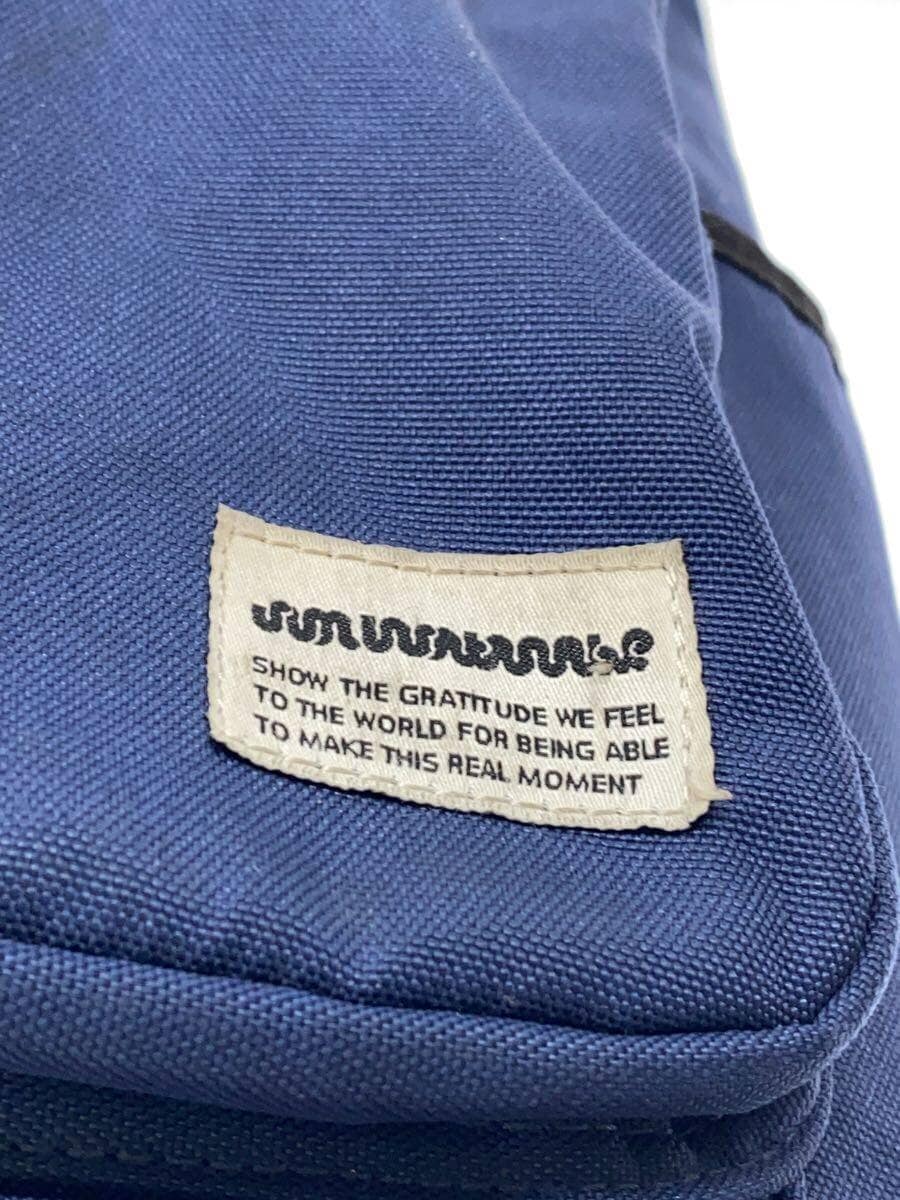 SHOW THE GRATITUDE WE FEEL
TO THE WORLD FOR BEING ABLE
TO MAKE THIS REAL MOMENT